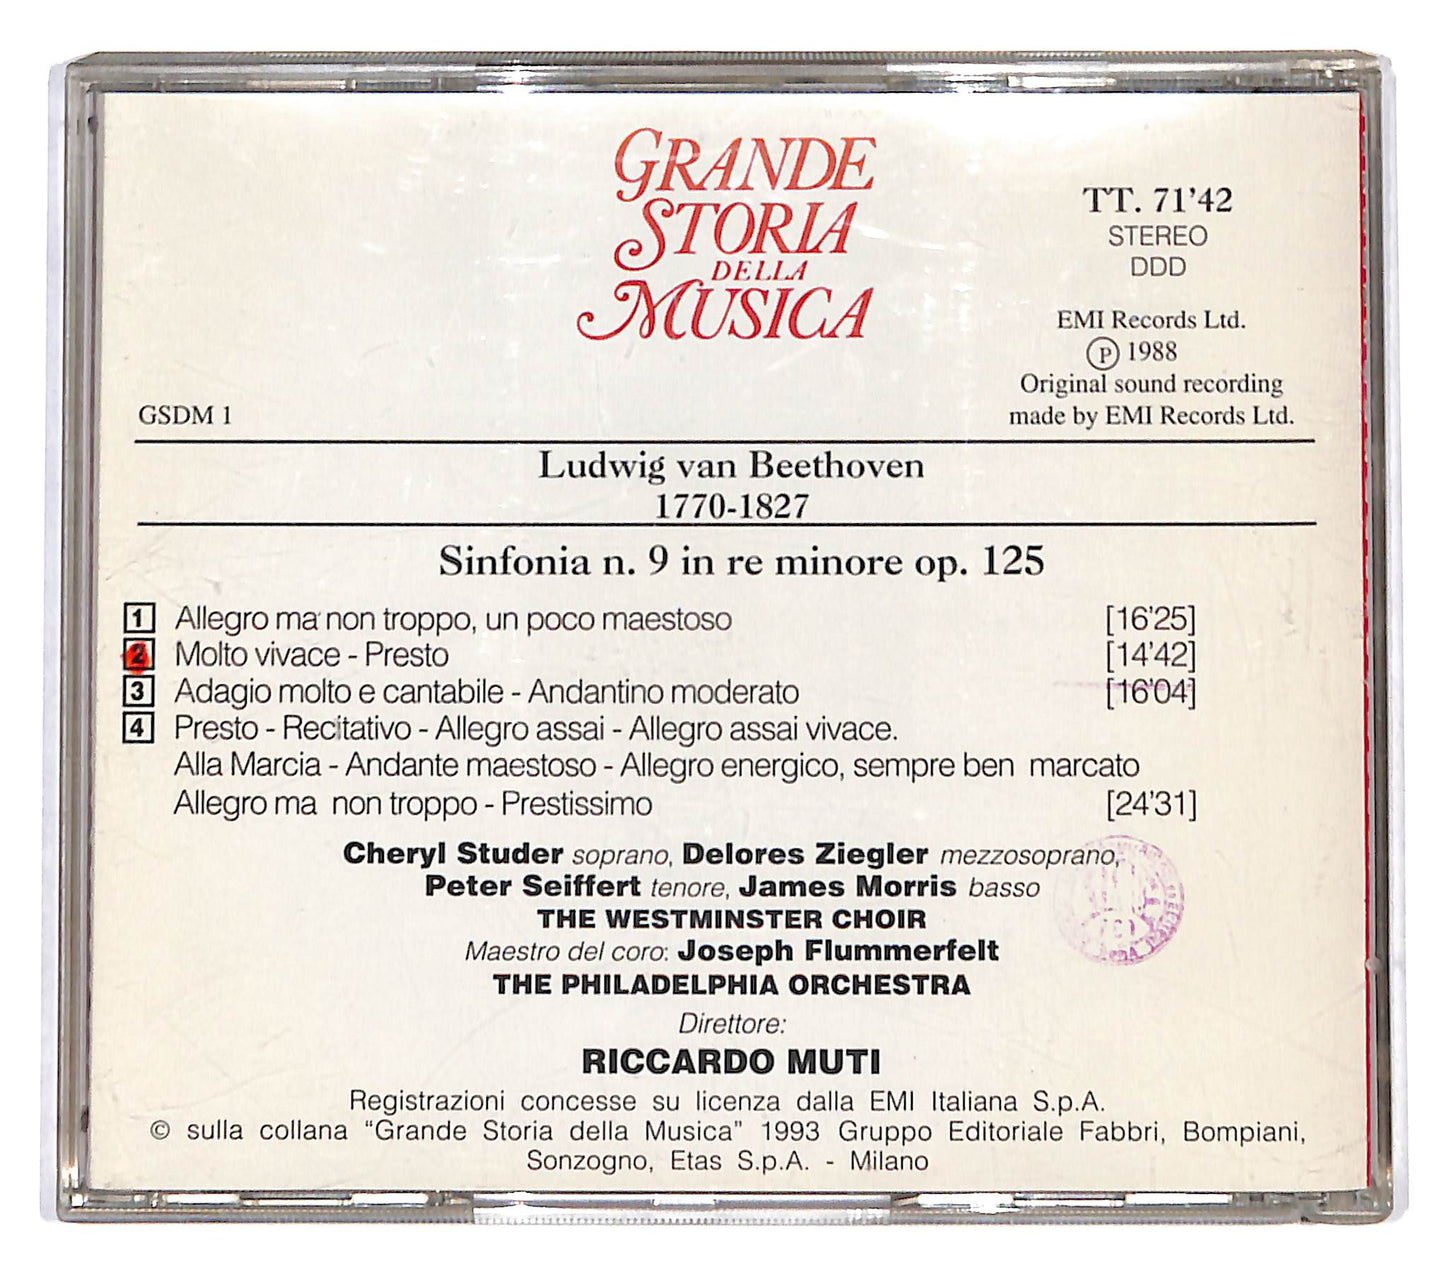 GRANDE
STORIA
DELLA
MUSICA
TT. 71'42
STEREO
DDD
EMI Records Ltd.
Ⓟ 1988
Original sound recording
made by EMI Records Ltd.
GSDM 1
Ludwig van Beethoven
1770-1827
Sinfonia n. 9 in re minore op. 125
1 Allegro ma non troppo, un poco maestoso [16'25]
2 Molto vivace - Presto [14'42]
3 Adagio molto e cantabile - Andantino moderato [16'04]
4 Presto - Recitativo - Allegro assai - Allegro assai vivace.
Alla Marcia - Andante maestoso - Allegro energico, sempre ben marcato
Allegro ma non troppo - Prestissimo [24'31]
Cheryl Studer soprano, Delores Ziegler mezzosoprano,
Peter Seiffert tenore, James Morris basso
THE WESTMINSTER CHOIR
Maestro del coro: Joseph Flummerfelt
THE PHILADELPHIA ORCHESTRA
Direttore:
RICCARDO MUTI
Registrazioni concesse su licenza dalla EMI Italiana S.p.A.
© sulla collana "Grande Storia della Musica" 1993 Gruppo Editoriale Fabbri, Bompiani,
Sonzogno, Etas S.p.A. - Milano